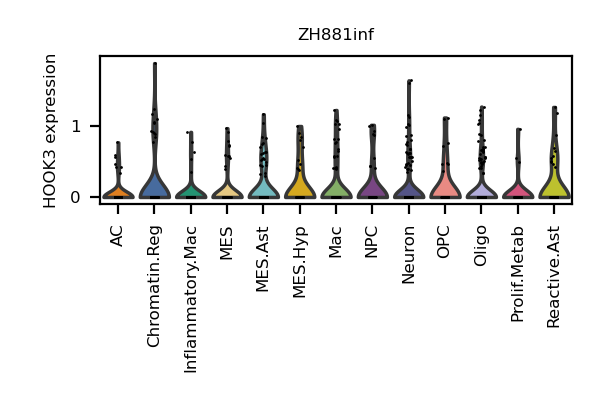 ZH881inf
HOOK3 expression
1
0
AC
Chromatin.Reg
Inflammatory.Mac
MES
MES.Ast
MES.Hyp
Mac
NPC
Neuron
OPC
Oligo
Prolif.Metab
Reactive.Ast